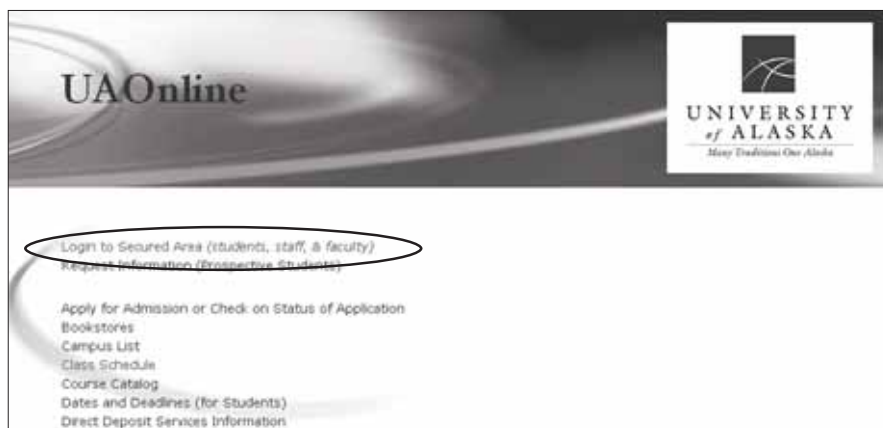 UAOnline
UNIVERSITY
of ALASKA
Many Traditions One Alaska
Login to Secured Area (students, staff, & faculty)
Request Information (Prospective Students)
Apply for Admission or Check on Status of Application
Bookstores
Campus List
Class Schedule
Course Catalog
Dates and Deadlines (for Students)
Direct Deposit Services Information